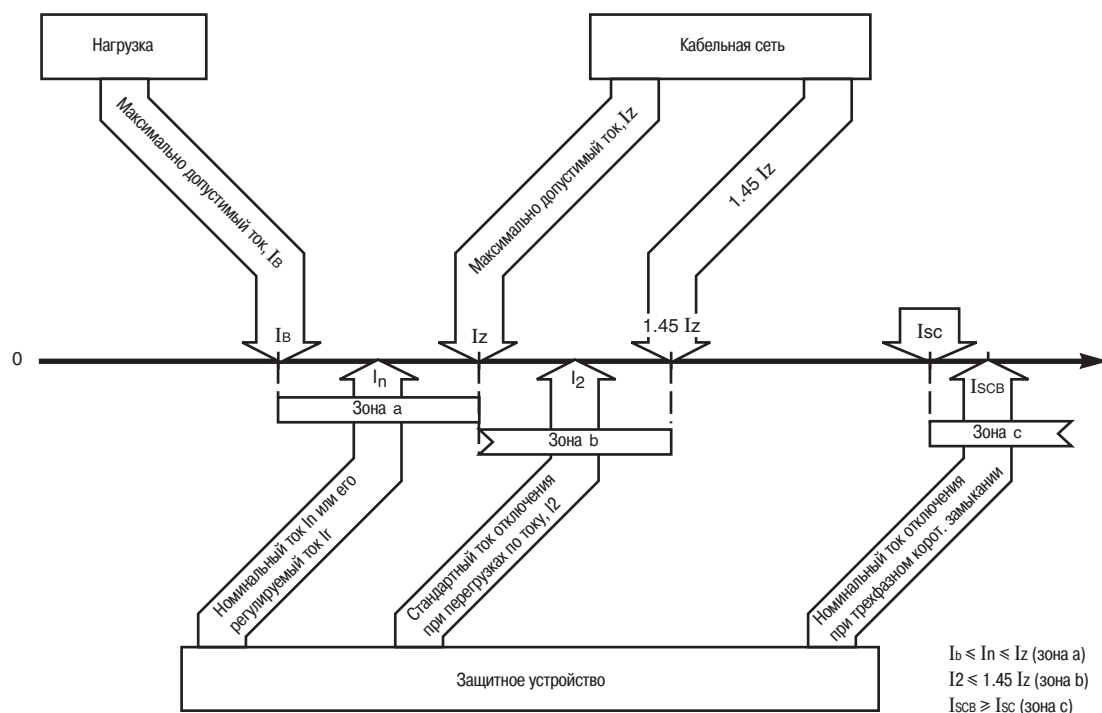 Нагрузка
Кабельная сеть
Максимально допустимый ток, IB
Максимально допустимый ток, Iz
1.45 Iz
IB
Iz
1.45 Iz
Isc
0
In
I2
ISCB
Зона a
Зона b
Зона c
Номинальный ток In или его
регулируемый ток Ir
Стандартный ток отключения
при перегрузках по току, I2
Номинальный ток отключения
при трехфазном корот. замыкании
Защитное устройство
Ib ⩽ In ⩽ Iz (зона a)
I2 ⩽ 1.45 Iz (зона b)
ISCB ⩾ ISC (зона c)